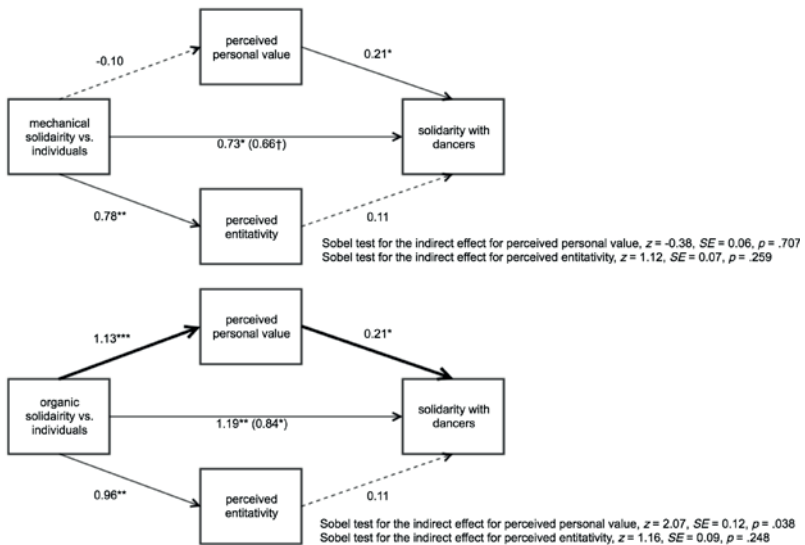 perceived
personal value
-0.10
0.21*
mechanical
solidairity vs.
individuals
0.73* (0.66†)
solidarity with
dancers
0.78**
perceived
entitativity
0.11
Sobel test for the indirect effect for perceived personal value, z = -0.38, SE = 0.06, p = .707
Sobel test for the indirect effect for perceived entitativity, z = 1.12, SE = 0.07, p = .259
perceived
personal value
1.13***
0.21*
organic
solidairity vs.
individuals
1.19** (0.84*)
solidarity with
dancers
0.96**
perceived
entitativity
0.11
Sobel test for the indirect effect for perceived personal value, z = 2.07, SE = 0.12, p = .038
Sobel test for the indirect effect for perceived entitativity, z = 1.16, SE = 0.09, p = .248